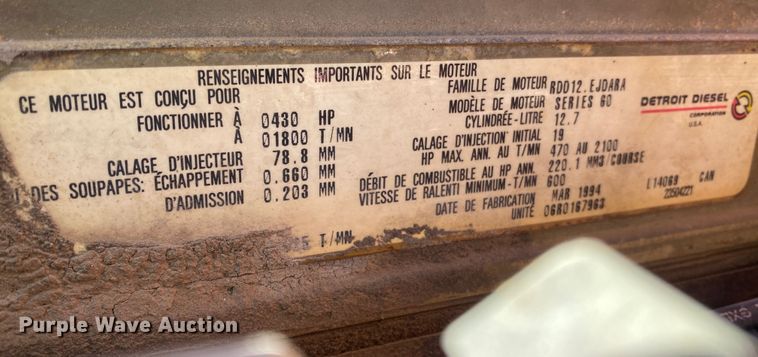 RENSEIGNEMENTS IMPORTANTS SUR LE MOTEUR
CE MOTEUR EST CONÇU POUR
FONCTIONNER À 0430 HP
À 01800 T/MN
CALAGE D'INJECTEUR 78.8 MM
DES SOUPAPES: ÉCHAPPEMENT 0.660 MM
D'ADMISSION 0.203 MM
T/MN
FAMILLE DE MOTEUR RDD12.EJDARA
MODÈLE DE MOTEUR SERIES 60
CYLINDRÉE-LITRE 12.7
CALAGE D'INJECTION INITIAL 19
HP MAX. ANN. AU T/MN 470 AU 2100
DÉBIT DE COMBUSTIBLE AU HP ANN. 220.1 MM3/COURSE
VITESSE DE RALENTI MINIMUM-T/MN 600
DATE DE FABRICATION MAR 1994
UNITÉ 06R0167963
DETROIT DIESEL
CORPORATION
U.S.A.
L14069 CAN
23504221
Purple Wave Auction